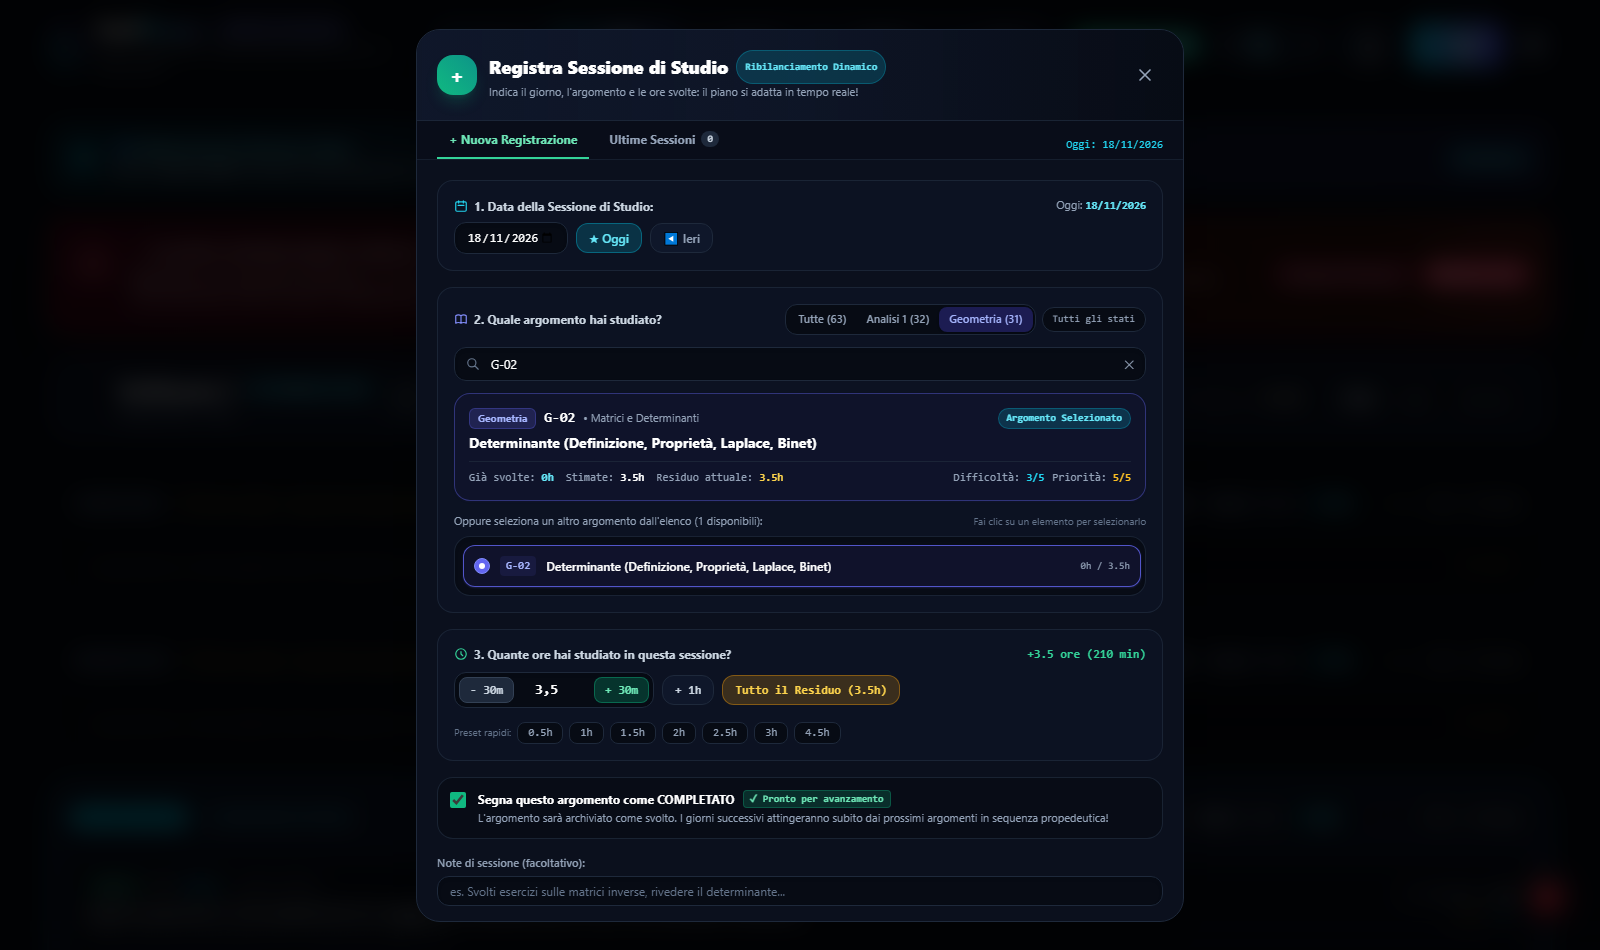 +
Registra Sessione di Studio
Ribilanciamento Dinamico
Indica il giorno, l'argomento e le ore svolte: il piano si adatta in tempo reale!
+ Nuova Registrazione
Ultime Sessioni 0
Oggi: 18/11/2026
1. Data della Sessione di Studio:
Oggi: 18/11/2026
18/11/2026
★ Oggi
◀ Ieri
2. Quale argomento hai studiato?
Tutte (63)
Analisi 1 (32)
Geometria (31)
Tutti gli stati
G-02
Geometria
G-02
• Matrici e Determinanti
Argomento Selezionato
Determinante (Definizione, Proprietà, Laplace, Binet)
Già svolte: 0h
Stimate: 3.5h
Residuo attuale: 3.5h
Difficoltà: 3/5
Priorità: 5/5
Oppure seleziona un altro argomento dall'elenco (1 disponibili):
Fai clic su un elemento per selezionarlo
G-02
Determinante (Definizione, Proprietà, Laplace, Binet)
0h / 3.5h
3. Quante ore hai studiato in questa sessione?
+3.5 ore (210 min)
- 30m
3,5
+ 30m
+ 1h
Tutto il Residuo (3.5h)
Preset rapidi:
0.5h
1h
1.5h
2h
2.5h
3h
4.5h
Segna questo argomento come COMPLETATO
✓ Pronto per avanzamento
L'argomento sarà archiviato come svolto. I giorni successivi attingeranno subito dai prossimi argomenti in sequenza propedeutica!
Note di sessione (facoltativo):
es. Svolti esercizi sulle matrici inverse, rivedere il determinante...